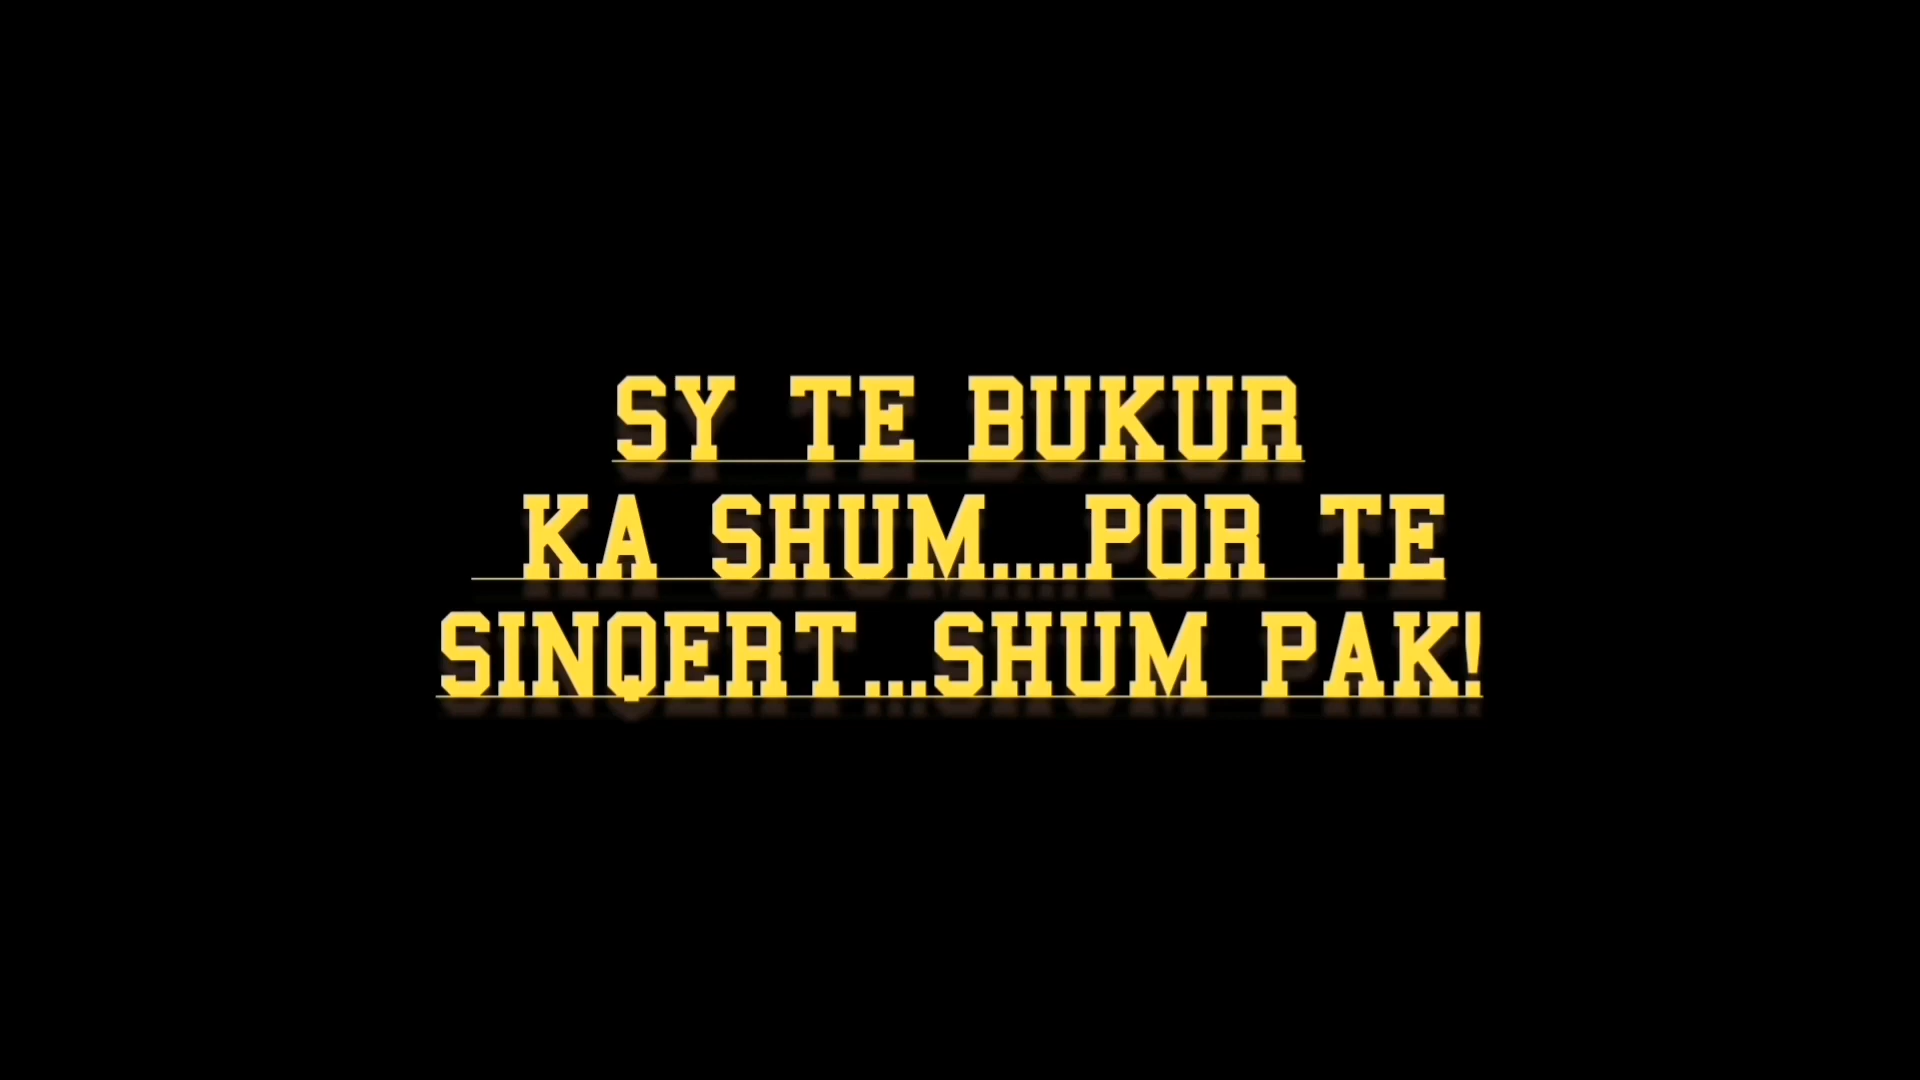 SY TE BUKUR
KA SHUM....POR TE
SINQERT...SHUM PAK!